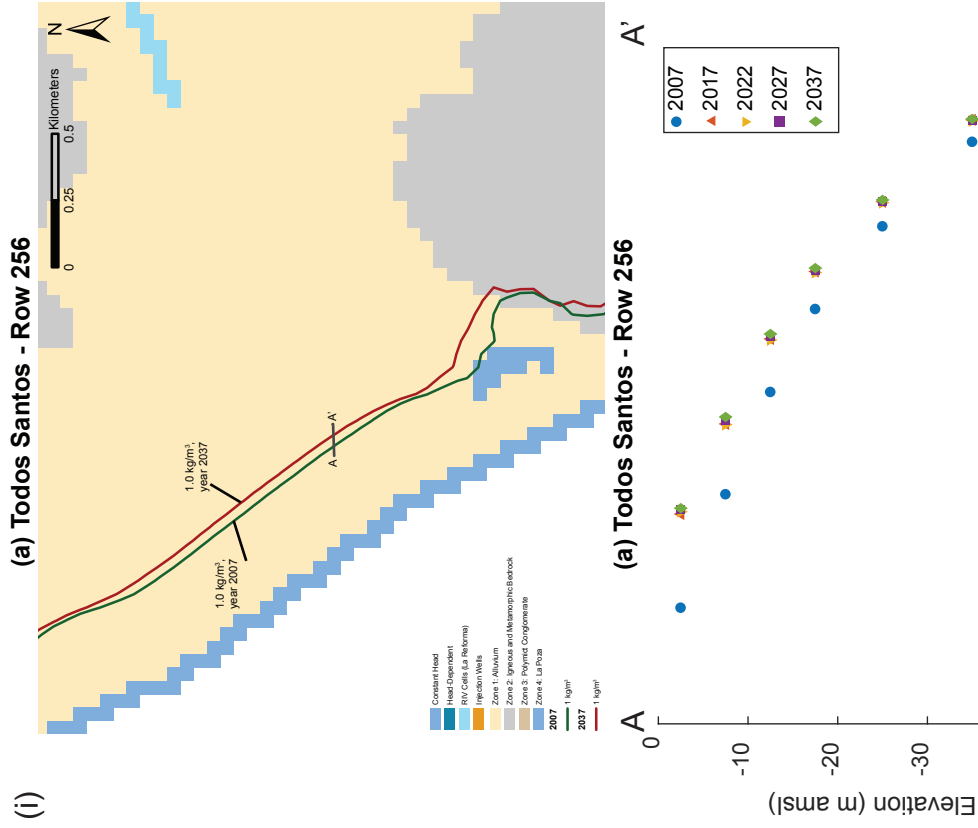 (i)
(a) Todos Santos - Row 256
N
Kilometers
0 0.25 0.5
1.0 kg/m³,
year 2037
1.0 kg/m³,
year 2007
A A'
Constant Head
Head-Dependent
RIV Cells (La Reforma)
Injection Wells
Zone 1: Alluvium
Zone 2: Igneous and Metamorphic Bedrock
Zone 3: Polymict Conglomerate
Zone 4: La Poza
2007
1 kg/m³
2037
1 kg/m³
(a) Todos Santos - Row 256
A A'
0
-10
-20
-30
Elevation (m amsl)
2007
2017
2022
2027
2037